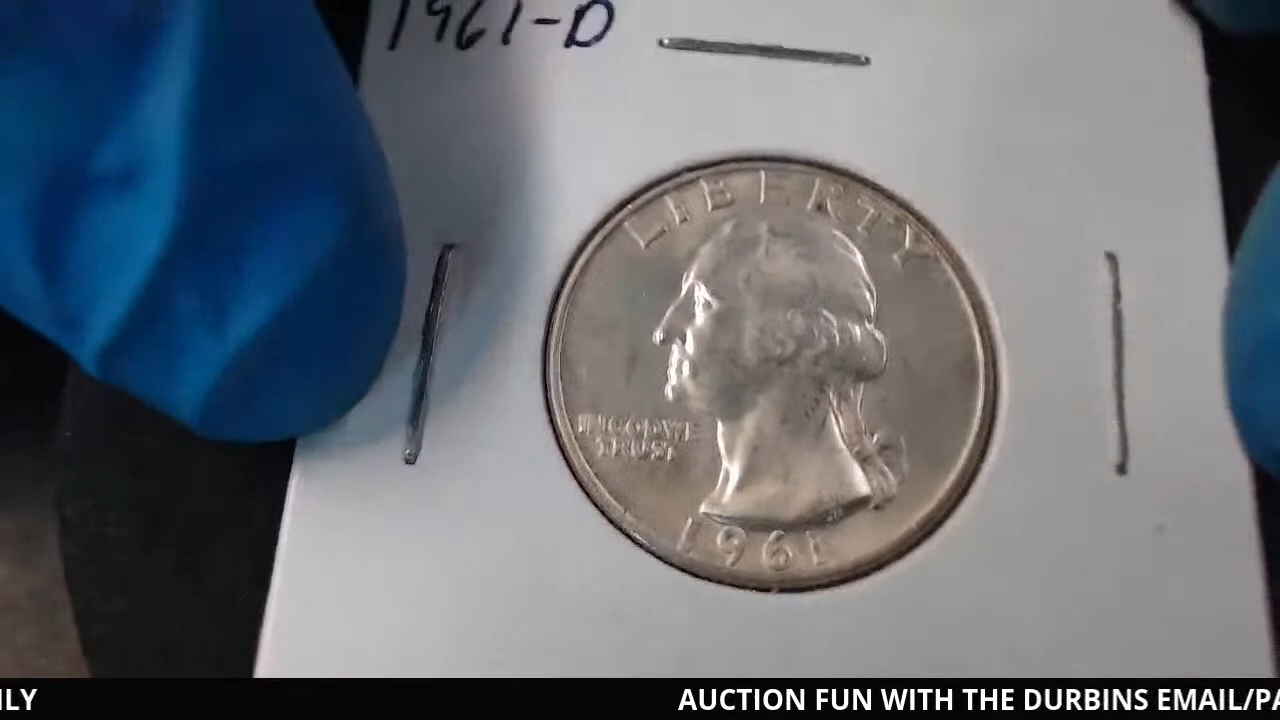 1961-D
LIBERTY
IN GOD WE
TRUST
1961
ILY AUCTION FUN WITH THE DURBINS EMAIL/PA